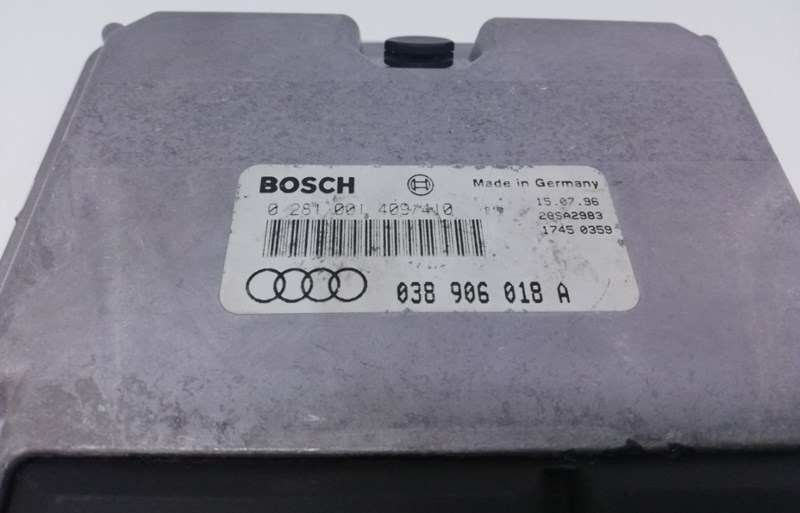 BOSCH
Made in Germany
0 281 001 409/410
15.07.96
28SA2983
1745 0359
038 906 018 A